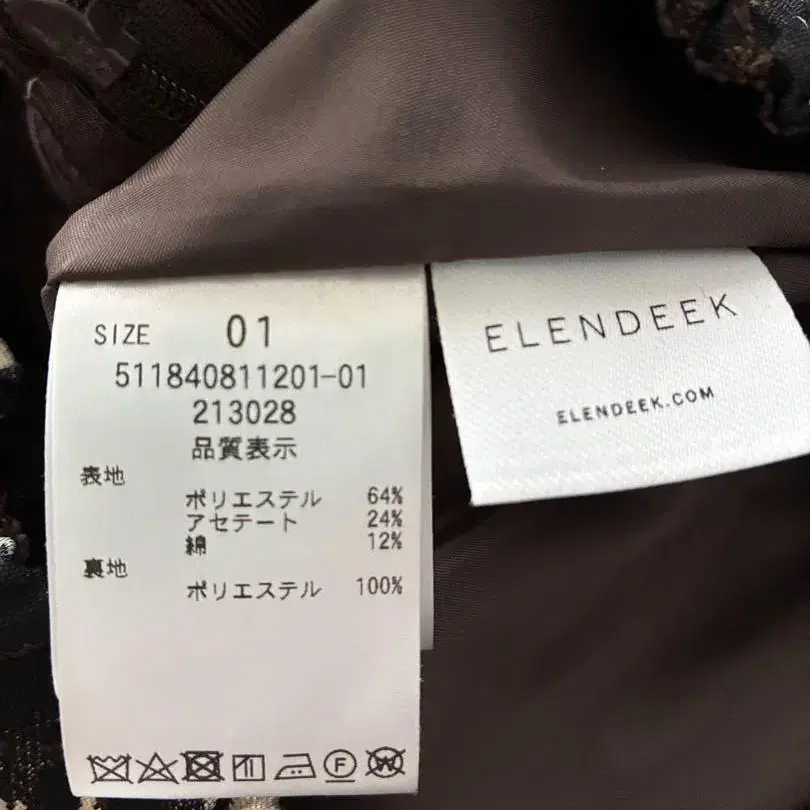 SIZE 01
511840811201-01
213028
品質表示
表地
ポリエステル 64%
アセテート 24%
綿 12%
裏地
ポリエステル 100%
F
W
ELENDEEK
ELENDEEK.COM